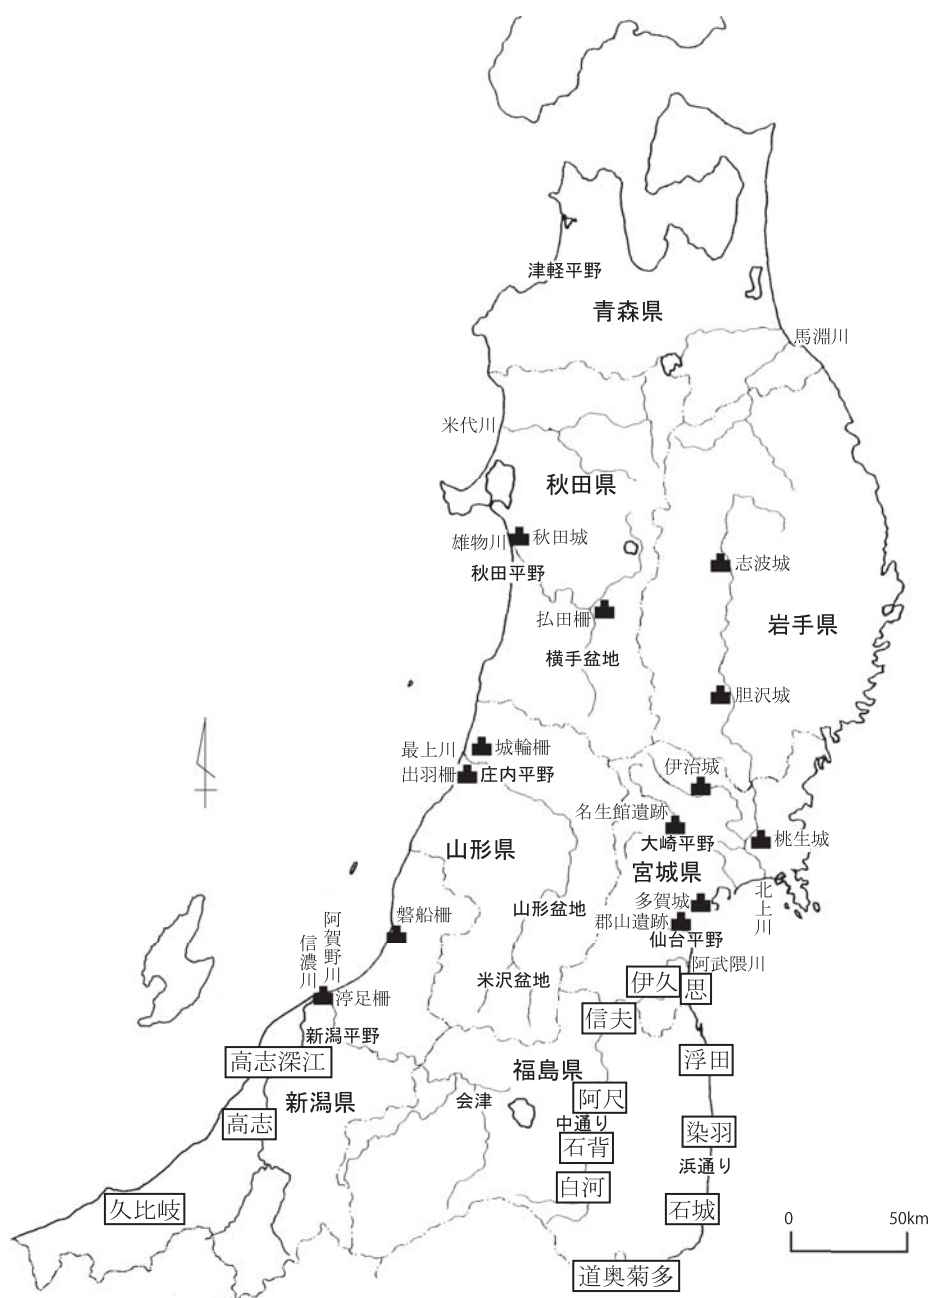 津軽平野
青森県
馬淵川
米代川
秋田県
雄物川
秋田城
秋田平野
志波城
払田柵
岩手県
横手盆地
胆沢城
最上川
城輪柵
出羽柵
庄内平野
伊治城
名生館遺跡
大崎平野
桃生城
山形県
宮城県
北上川
多賀城
山形盆地
郡山遺跡
仙台平野
磐船柵
阿賀野川
信濃川
渟足柵
米沢盆地
阿武隈川
伊久
思
信夫
新潟平野
高志深江
福島県
浮田
新潟県
会津
阿尺
高志
中通り
染羽
石背
浜通り
白河
久比岐
石城
道奥菊多
0
50km